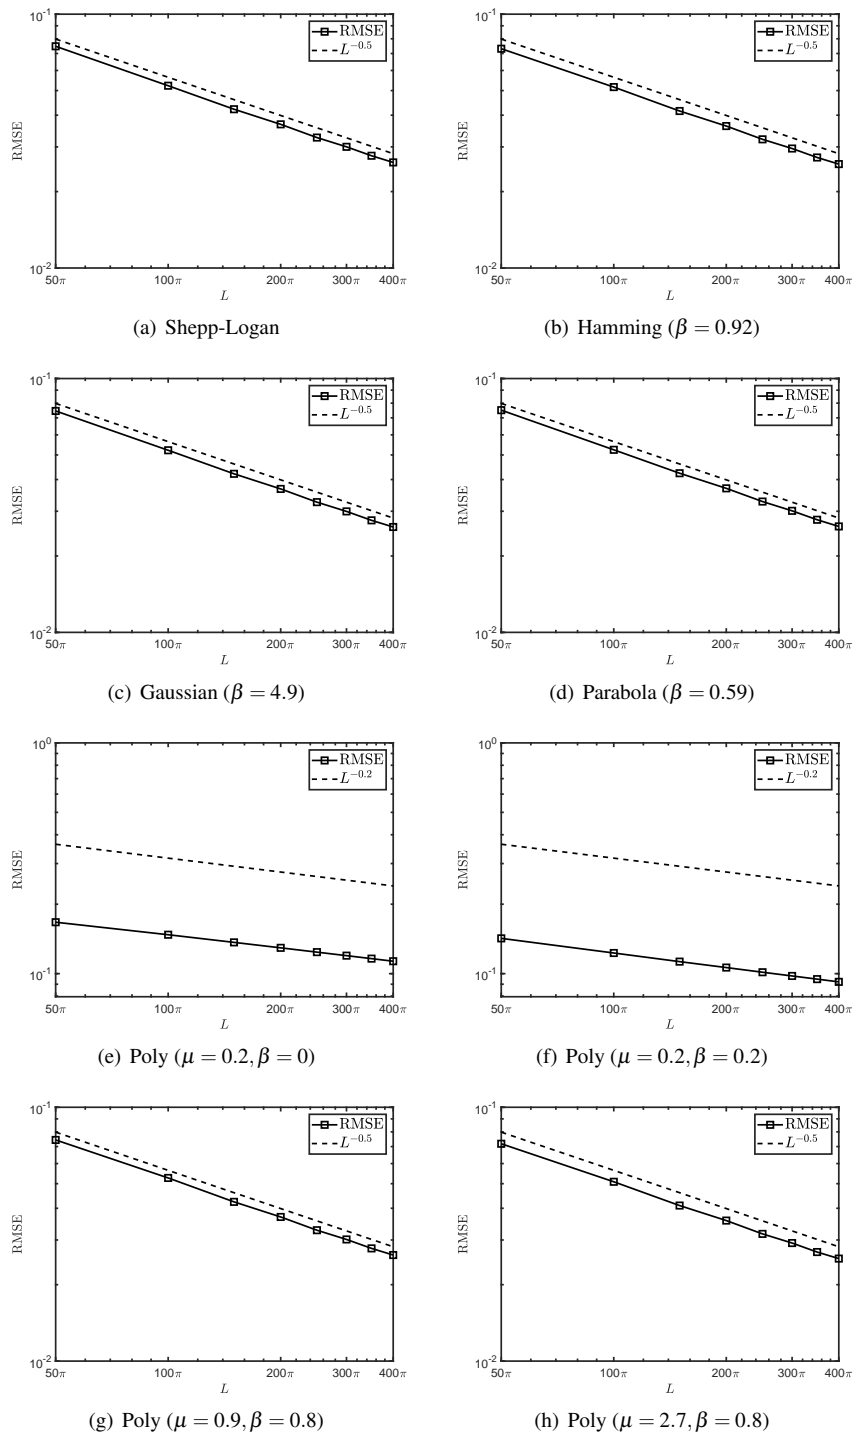 10^{-1}
RMSE
L^{-0.5}
RMSE
10^{-2}
50π 100π 200π 300π 400π
L
(a) Shepp-Logan
10^{-1}
RMSE
L^{-0.5}
RMSE
10^{-2}
50π 100π 200π 300π 400π
L
(b) Hamming (β = 0.92)
10^{-1}
RMSE
L^{-0.5}
RMSE
10^{-2}
50π 100π 200π 300π 400π
L
(c) Gaussian (β = 4.9)
10^{-1}
RMSE
L^{-0.5}
RMSE
10^{-2}
50π 100π 200π 300π 400π
L
(d) Parabola (β = 0.59)
10^{0}
RMSE
L^{-0.2}
RMSE
10^{-1}
50π 100π 200π 300π 400π
L
(e) Poly (μ = 0.2, β = 0)
10^{0}
RMSE
L^{-0.2}
RMSE
10^{-1}
50π 100π 200π 300π 400π
L
(f) Poly (μ = 0.2, β = 0.2)
10^{-1}
RMSE
L^{-0.5}
RMSE
10^{-2}
50π 100π 200π 300π 400π
L
(g) Poly (μ = 0.9, β = 0.8)
10^{-1}
RMSE
L^{-0.5}
RMSE
10^{-2}
50π 100π 200π 300π 400π
L
(h) Poly (μ = 2.7, β = 0.8)